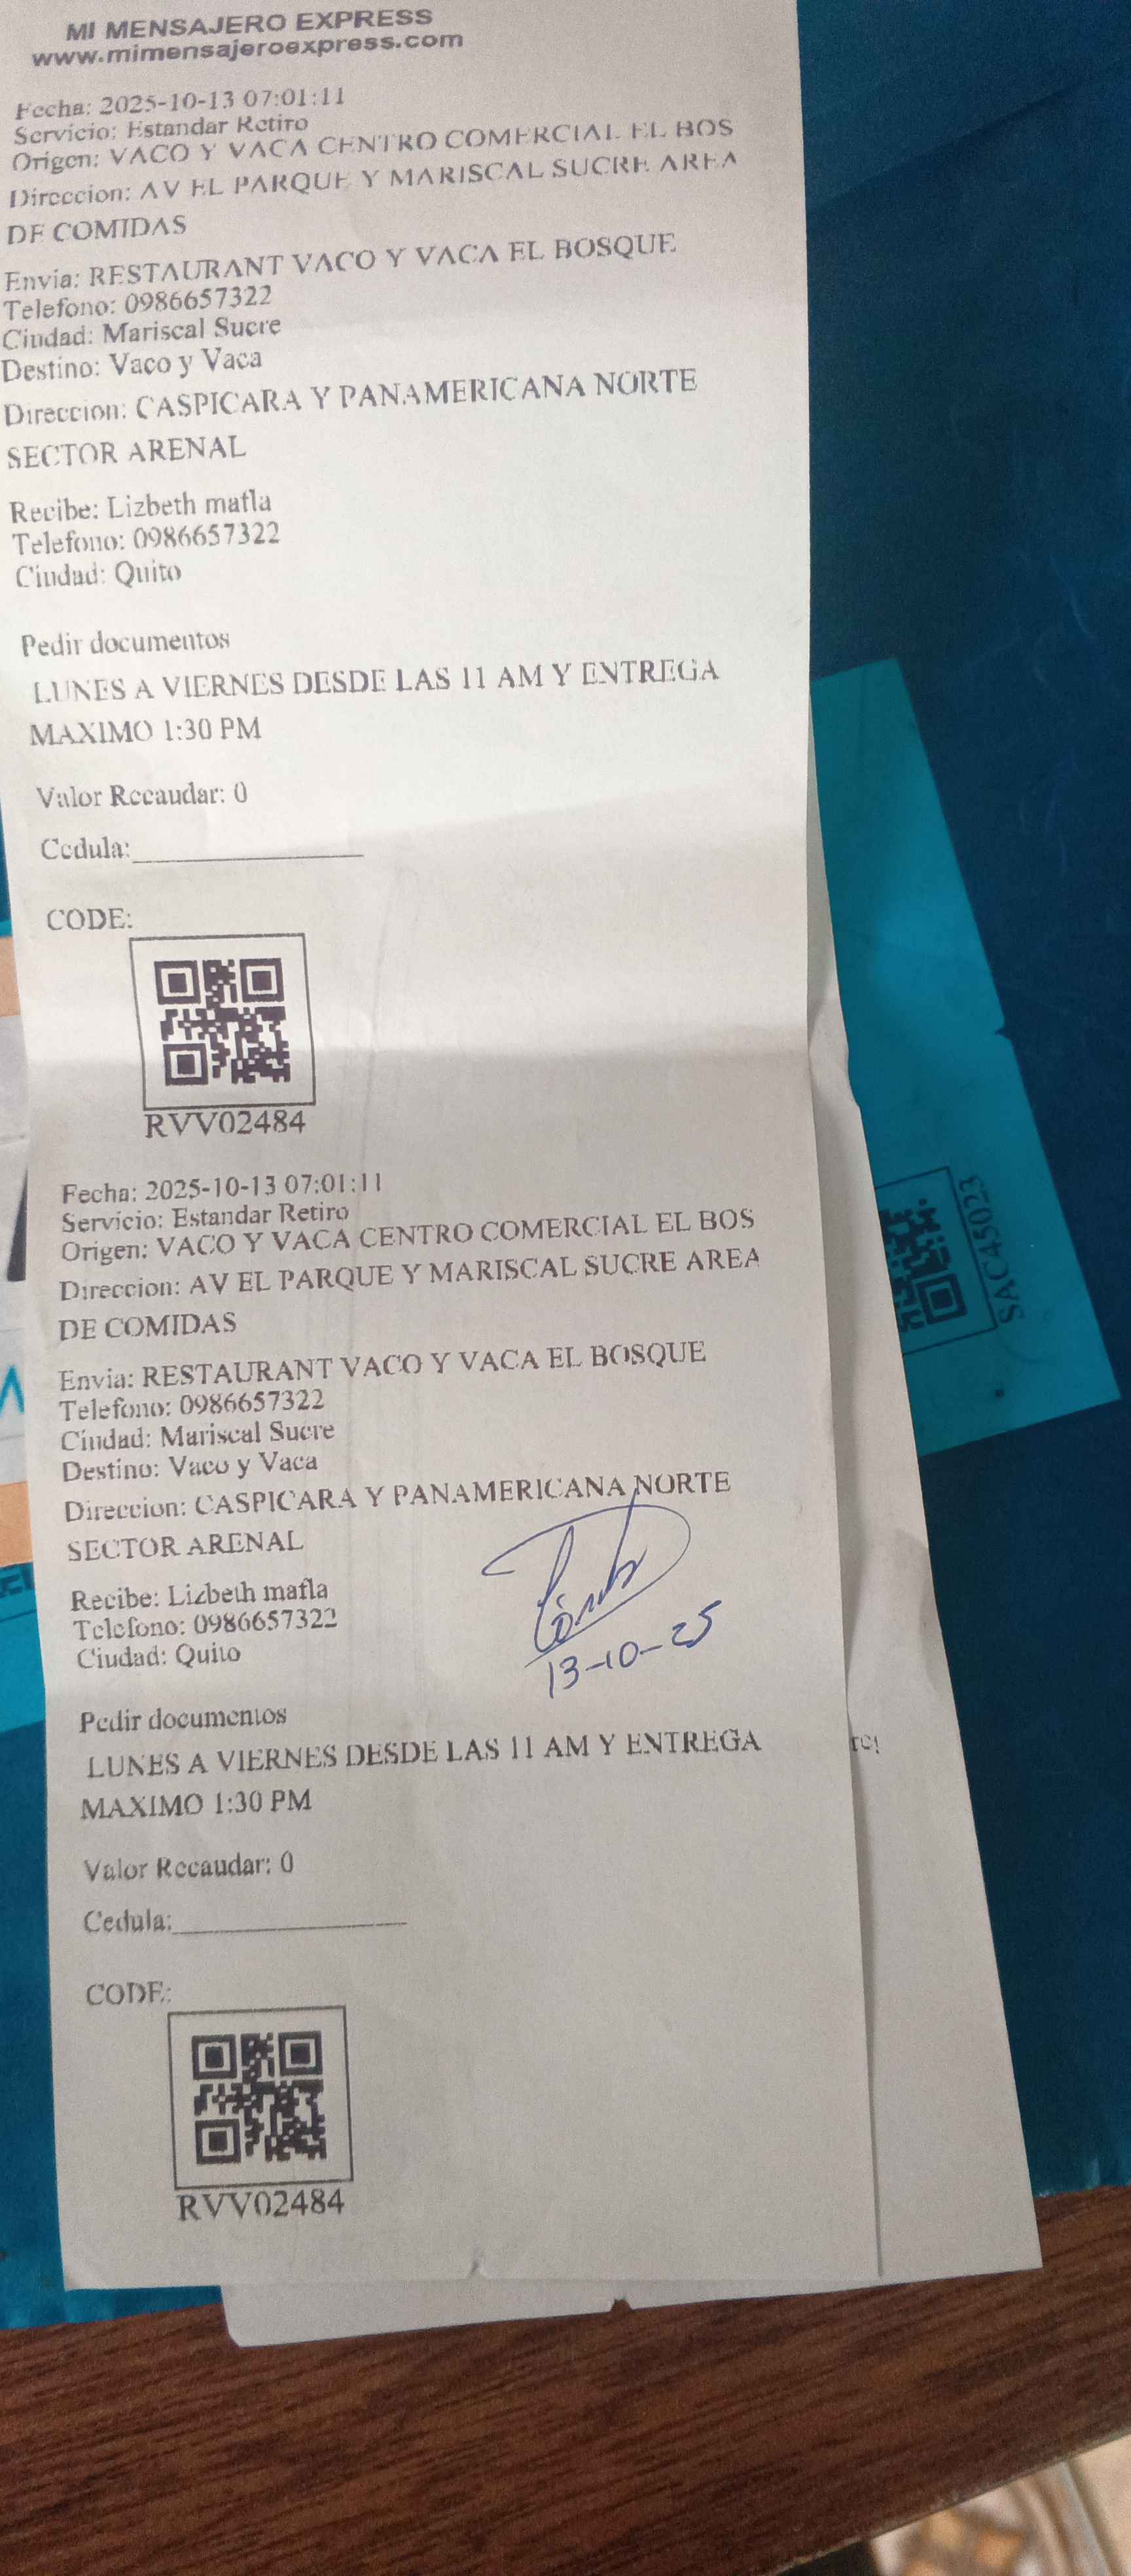 MI MENSAJERO EXPRESS
www.mimensajeroexpress.com
Fecha: 2025-10-13 07:01:11
Servicio: Estandar Retiro
Origen: VACO Y VACA CENTRO COMERCIAL EL BOS
Direccion: AV EL PARQUE Y MARISCAL SUCRE AREA
DE COMIDAS
Envia: RESTAURANT VACO Y VACA EL BOSQUE
Telefono: 0986657322
Ciudad: Mariscal Sucre
Destino: Vaco y Vaca
Direccion: CASPICARA Y PANAMERICANA NORTE
SECTOR ARENAL
Recibe: Lizbeth mafla
Telefono: 0986657322
Ciudad: Quito
Pedir documentos
LUNES A VIERNES DESDE LAS 11 AM Y ENTREGA
MAXIMO 1:30 PM
Valor Recaudar: 0
Cedula:
CODE:
RVV02484
Fecha: 2025-10-13 07:01:11
Servicio: Estandar Retiro
Origen: VACO Y VACA CENTRO COMERCIAL EL BOS
Direccion: AV EL PARQUE Y MARISCAL SUCRE AREA
DE COMIDAS
Envia: RESTAURANT VACO Y VACA EL BOSQUE
Telefono: 0986657322
Ciudad: Mariscal Sucre
Destino: Vaco y Vaca
Direccion: CASPICARA Y PANAMERICANA NORTE
SECTOR ARENAL
Recibe: Lizbeth mafla
Telefono: 0986657322
Ciudad: Quito
13-10-25
Pedir documentos
LUNES A VIERNES DESDE LAS 11 AM Y ENTREGA
MAXIMO 1:30 PM
Valor Recaudar: 0
Cedula:
CODE:
RVV02484
SAC45023